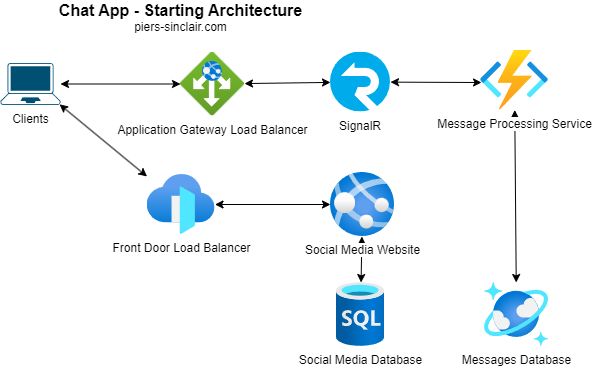 Chat App - Starting Architecture
piers-sinclair.com
Clients
Application Gateway Load Balancer
SignalR
Message Processing Service
Front Door Load Balancer
Social Media Website
SQL
Social Media Database
Messages Database